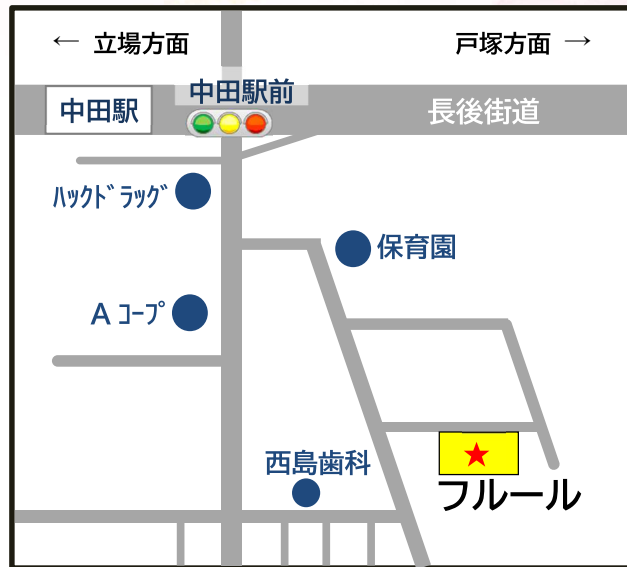 ← 立場方面
戸塚方面 →
中田駅
中田駅前
長後街道
ﾊｯｸﾄﾞﾗｯｸﾞ
保育園
A ｺｰﾌﾟ
西島歯科
フルール